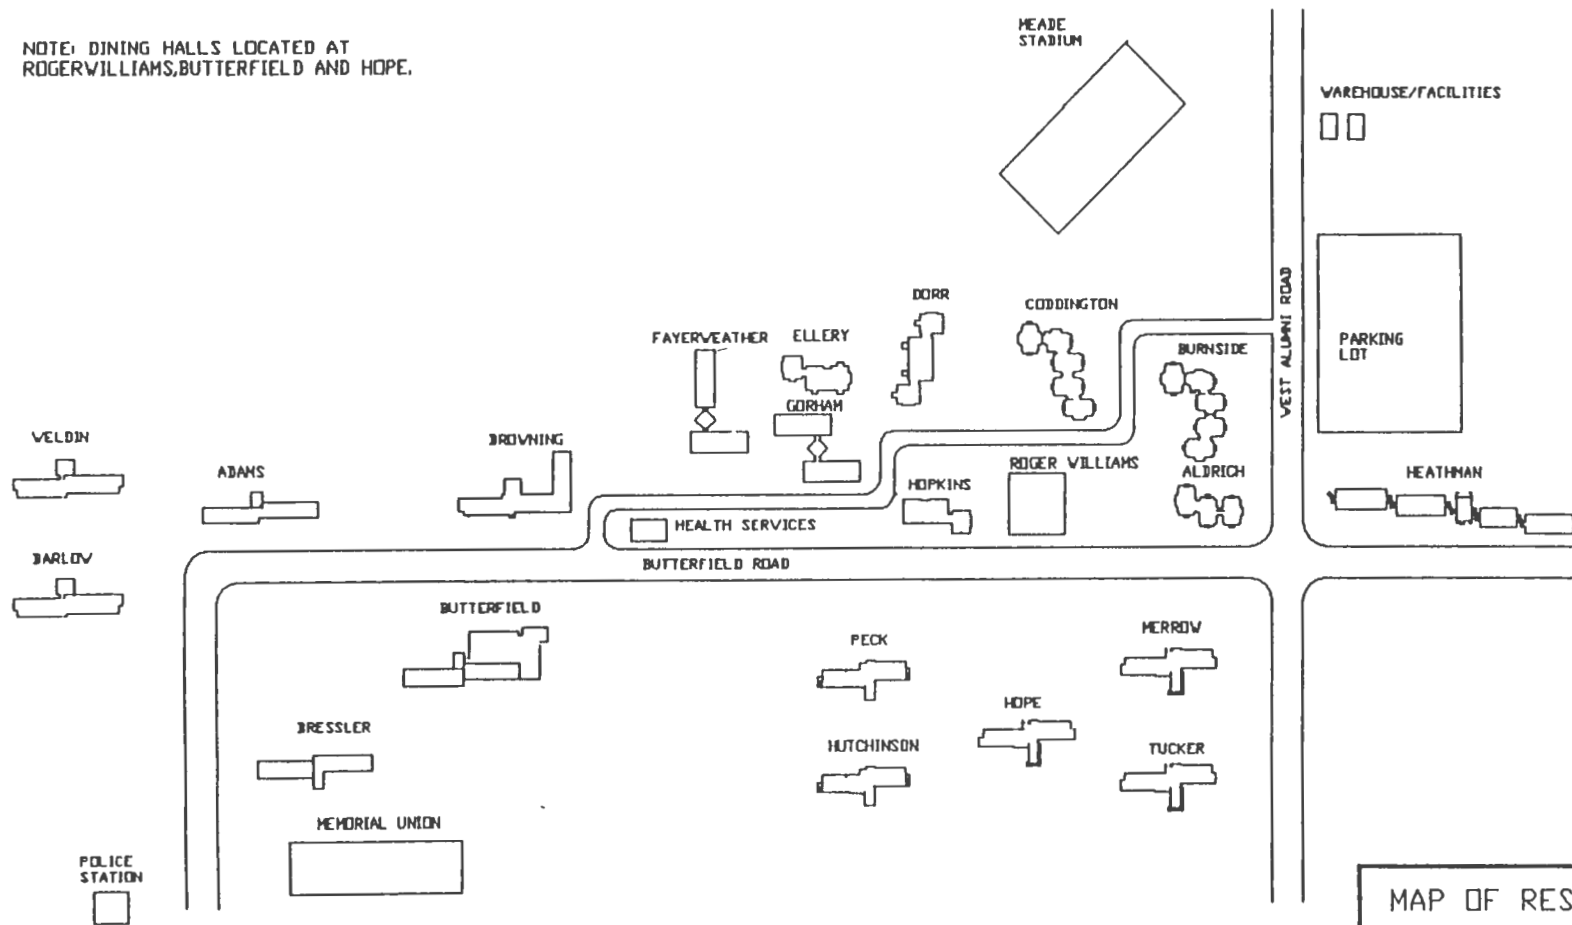 NOTE: DINING HALLS LOCATED AT
ROGERWILLIAMS,BUTTERFIELD AND HOPE.
MEADE
STADIUM
WAREHOUSE/FACILITIES
DORR
CODDINGTON
WEST ALUMNI ROAD
FAYERWEATHER
ELLERY
BURNSIDE
PARKING
LOT
GORHAM
WELDIN
BROWNING
ADAMS
ROGER WILLIAMS
ALDRICH
HEATHMAN
HOPKINS
HEALTH SERVICES
BARLOW
BUTTERFIELD ROAD
BUTTERFIELD
PECK
MERROW
HOPE
BRESSLER
HUTCHINSON
TUCKER
MEMORIAL UNION
POLICE
STATION
MAP OF RES